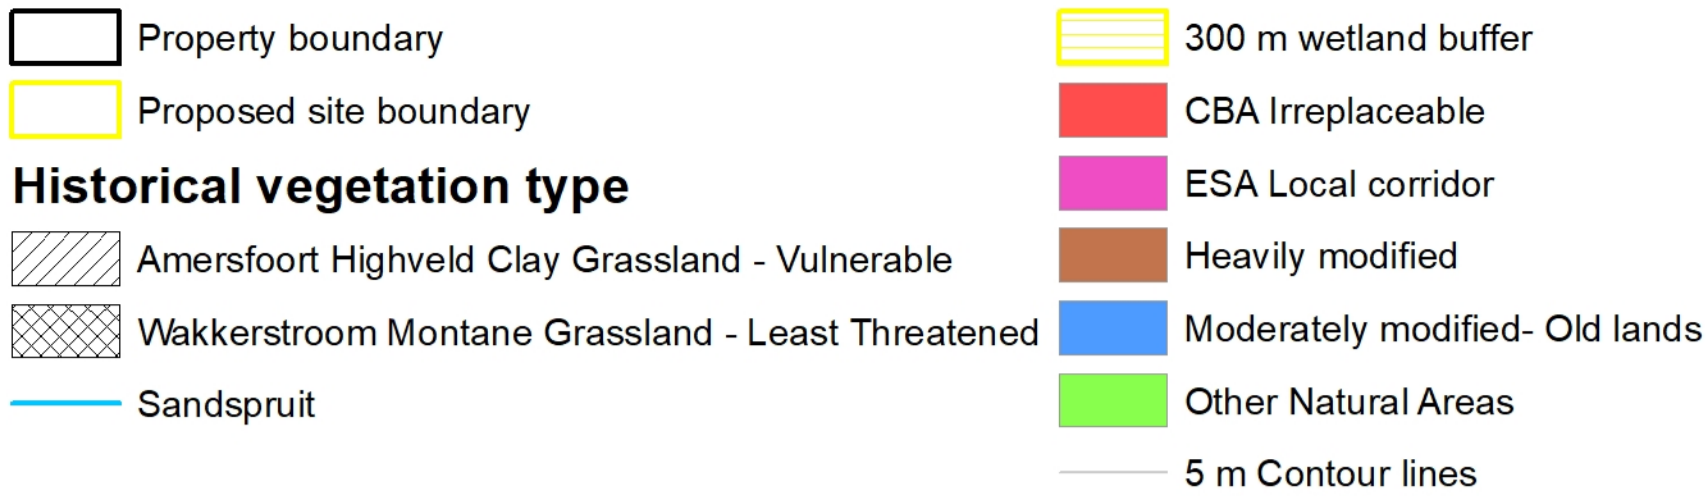 Property boundary
Proposed site boundary
Historical vegetation type
Amersfoort Highveld Clay Grassland - Vulnerable
Wakkerstroom Montane Grassland - Least Threatened
Sandspruit
300 m wetland buffer
CBA Irreplaceable
ESA Local corridor
Heavily modified
Moderately modified- Old lands
Other Natural Areas
5 m Contour lines